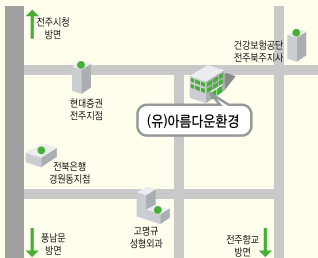 전주시청
방면
건강보험공단
전주북주지사
현대증권
전주지점
(유)아름다운환경
전북은행
경원동지점
고명규
성형외과
풍남문
방면
전주향교
방면